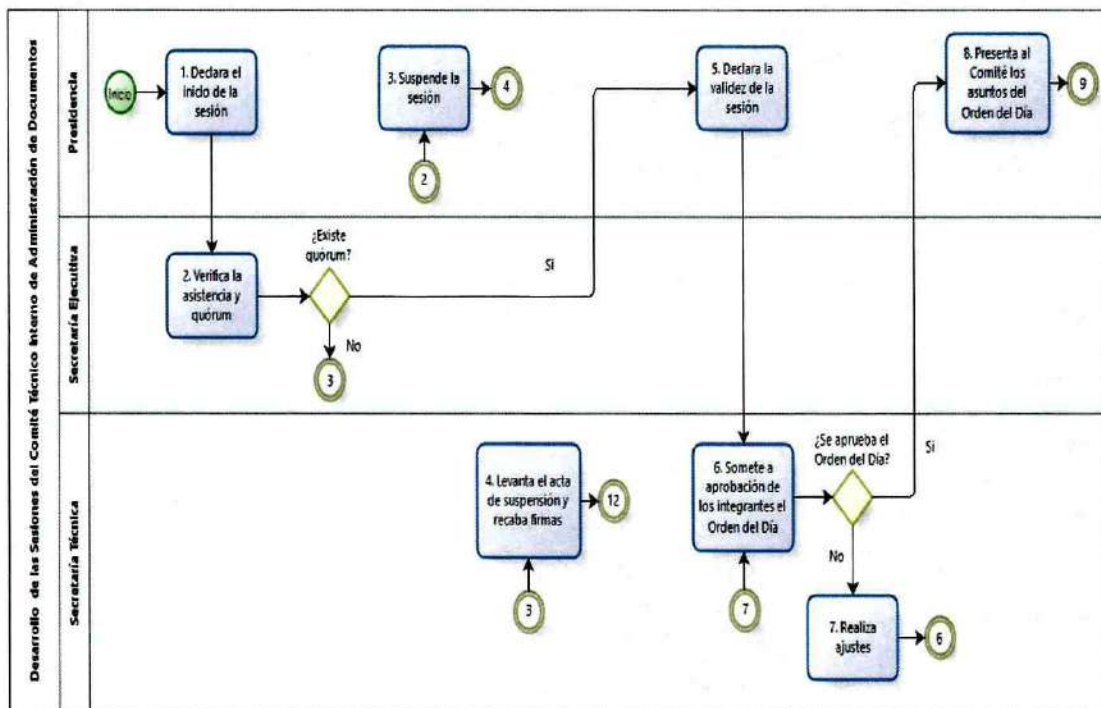 Desarrollo de las Sesiones del Comité Técnico Interno de Administración de Documentos
Presidencia
Inicio
1. Declara el
inicio de la
sesión
3. Suspende la
sesión
4
2
5. Declara la
validez de la
sesión
8. Presenta al
Comité los
asuntos del
Orden del Día
9
Secretaría Ejecutiva
2. Verifica la
asistencia y
quórum
¿Existe
quórum?
Si
No
3
Secretaría Técnica
4. Levanta el acta
de suspensión y
recaba firmas
12
3
6. Somete a
aprobación de
los integrantes el
Orden del Día
7
¿Se aprueba el
Orden del Día?
Si
No
7. Realiza
ajustes
6